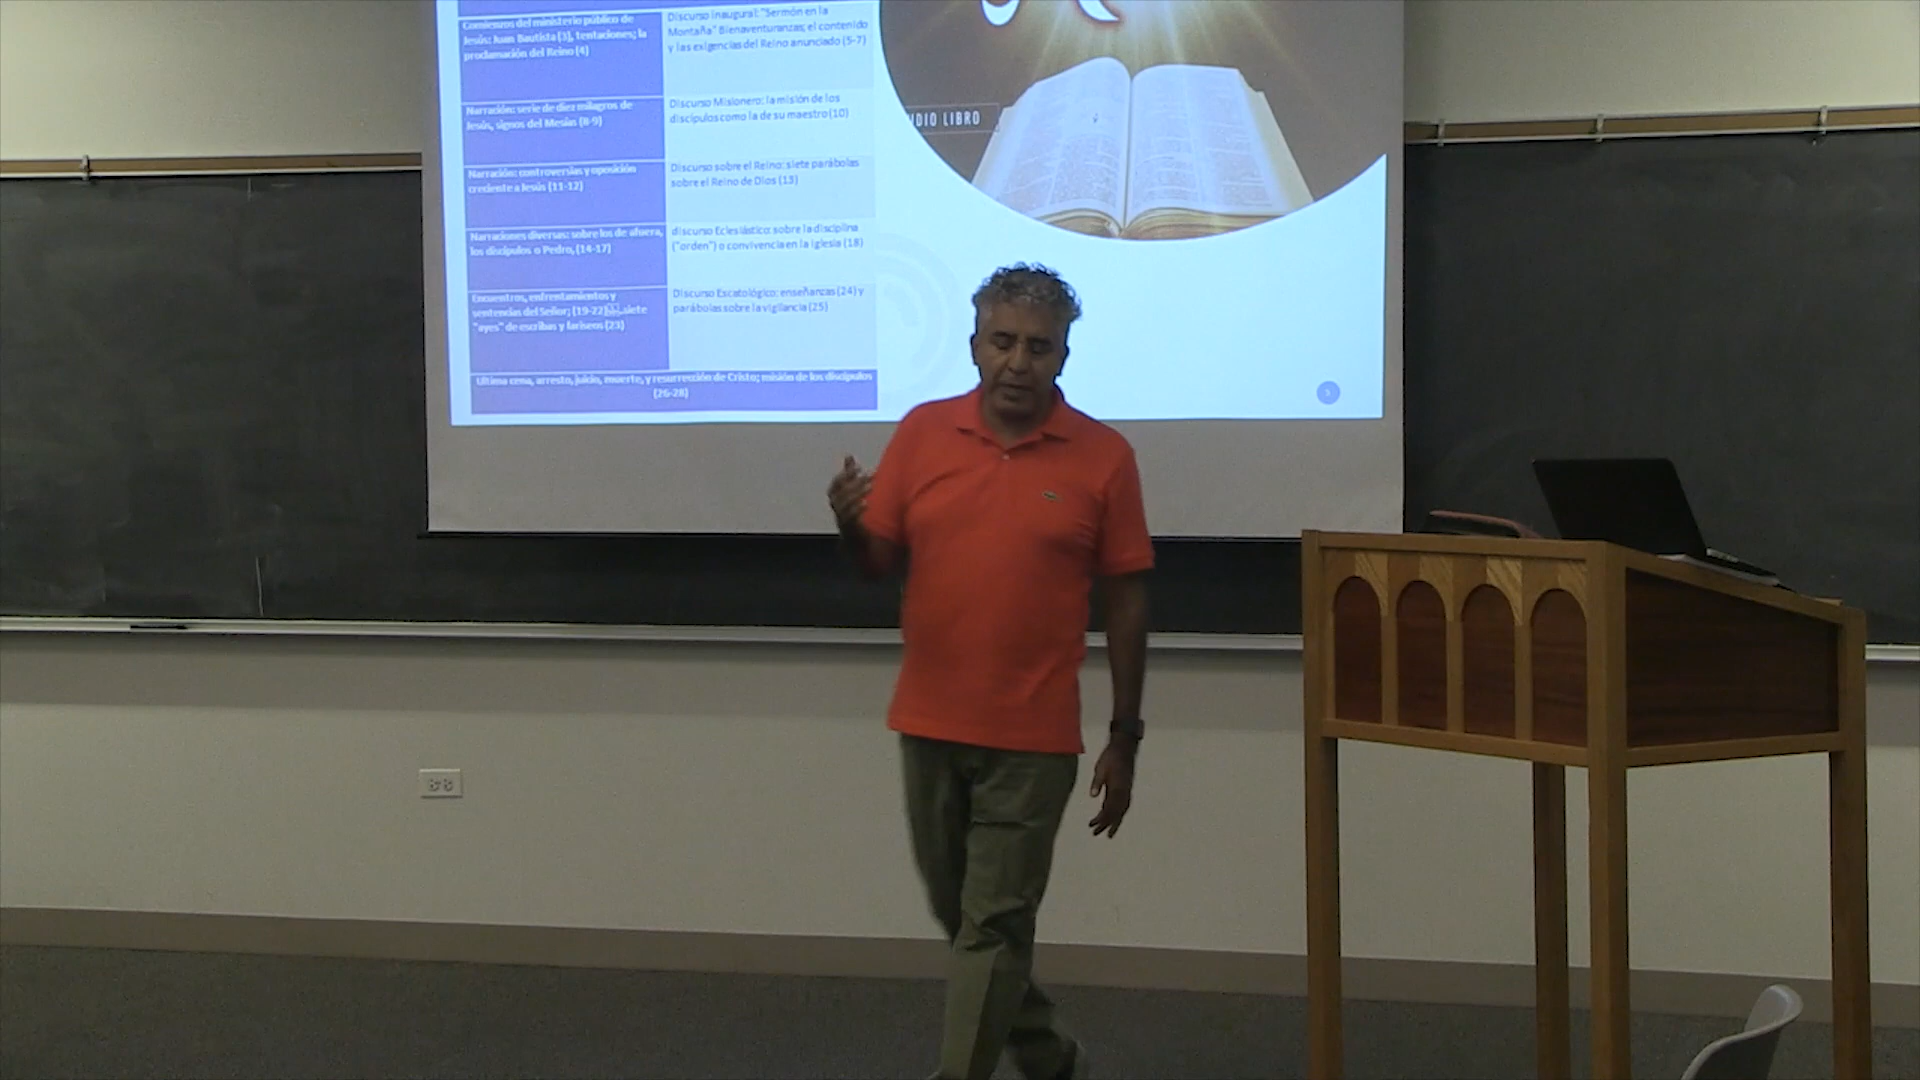 Comienzos del ministerio público de
Jesús: Juan Bautista (3), tentaciones; la
proclamación del Reino (4)
Discurso inaugural: "Sermón en la
Montaña" Bienaventuranzas; el contenido
y las exigencias del Reino anunciado (5-7)
Narración: serie de diez milagros de
Jesús, signos del Mesías (8-9)
Discurso Misionero: la misión de los
discípulos como la de su maestro (10)
Narración: controversias y oposición
creciente a Jesús (11-12)
Discurso sobre el Reino: siete parábolas
sobre el Reino de Dios (13)
Narraciones diversas: sobre los de afuera,
los discípulos o Pedro, (14-17)
discurso Eclesiástico: sobre la disciplina
("orden") o convivencia en la iglesia (18)
Encuentros, enfrentamientos y
sentencias del Señor; (19-22) siete
"ayes" de escribas y fariseos (23)
Discurso Escatológico: enseñanzas (24) y
parábolas sobre la vigilancia (25)
Ultima cena, arresto, juicio, muerte, y resurrección de Cristo; misión de los discípulos
(26-28)
DIO LIBRO